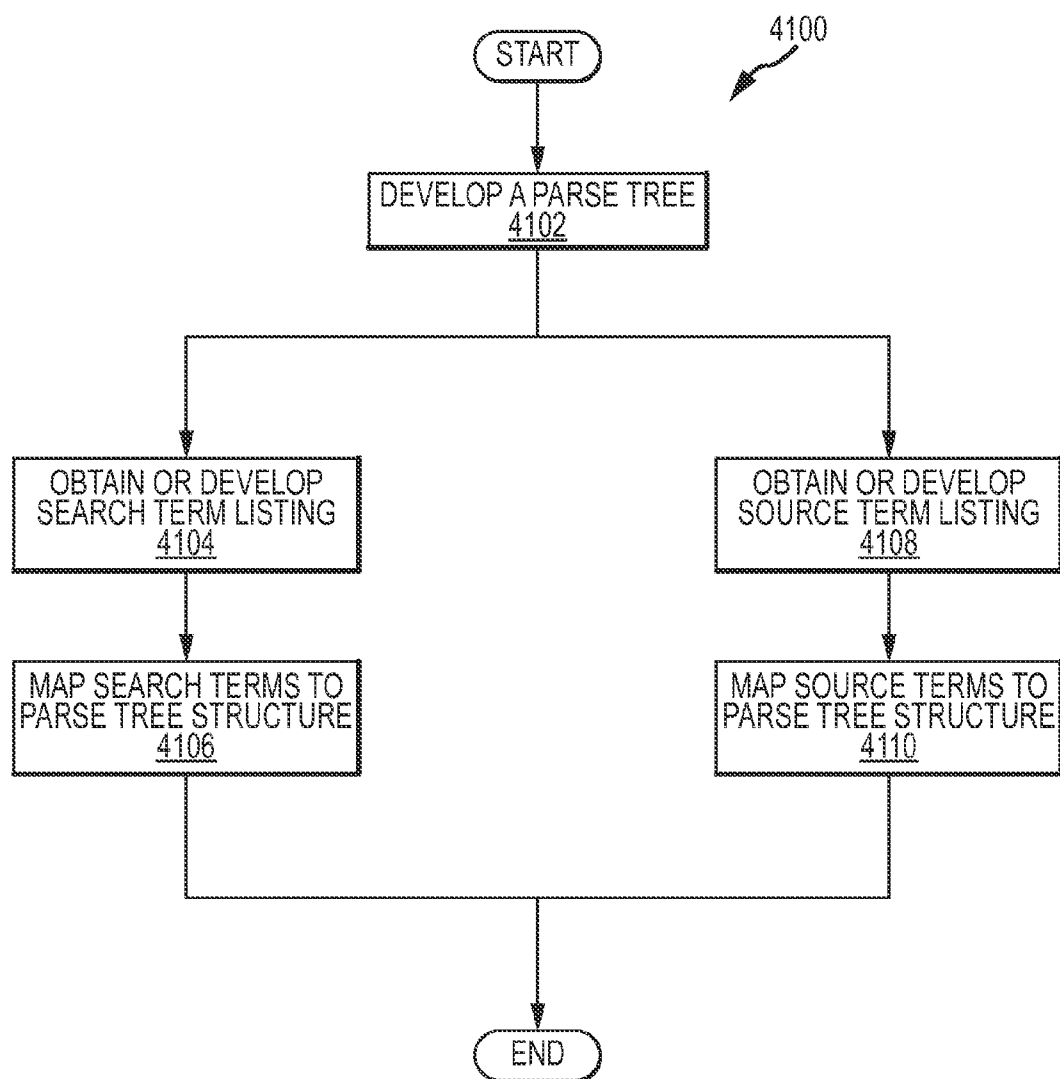 START
4100
DEVELOP A PARSE TREE
4102
OBTAIN OR DEVELOP
SEARCH TERM LISTING
4104
OBTAIN OR DEVELOP
SOURCE TERM LISTING
4108
MAP SEARCH TERMS TO
PARSE TREE STRUCTURE
4106
MAP SOURCE TERMS TO
PARSE TREE STRUCTURE
4110
END